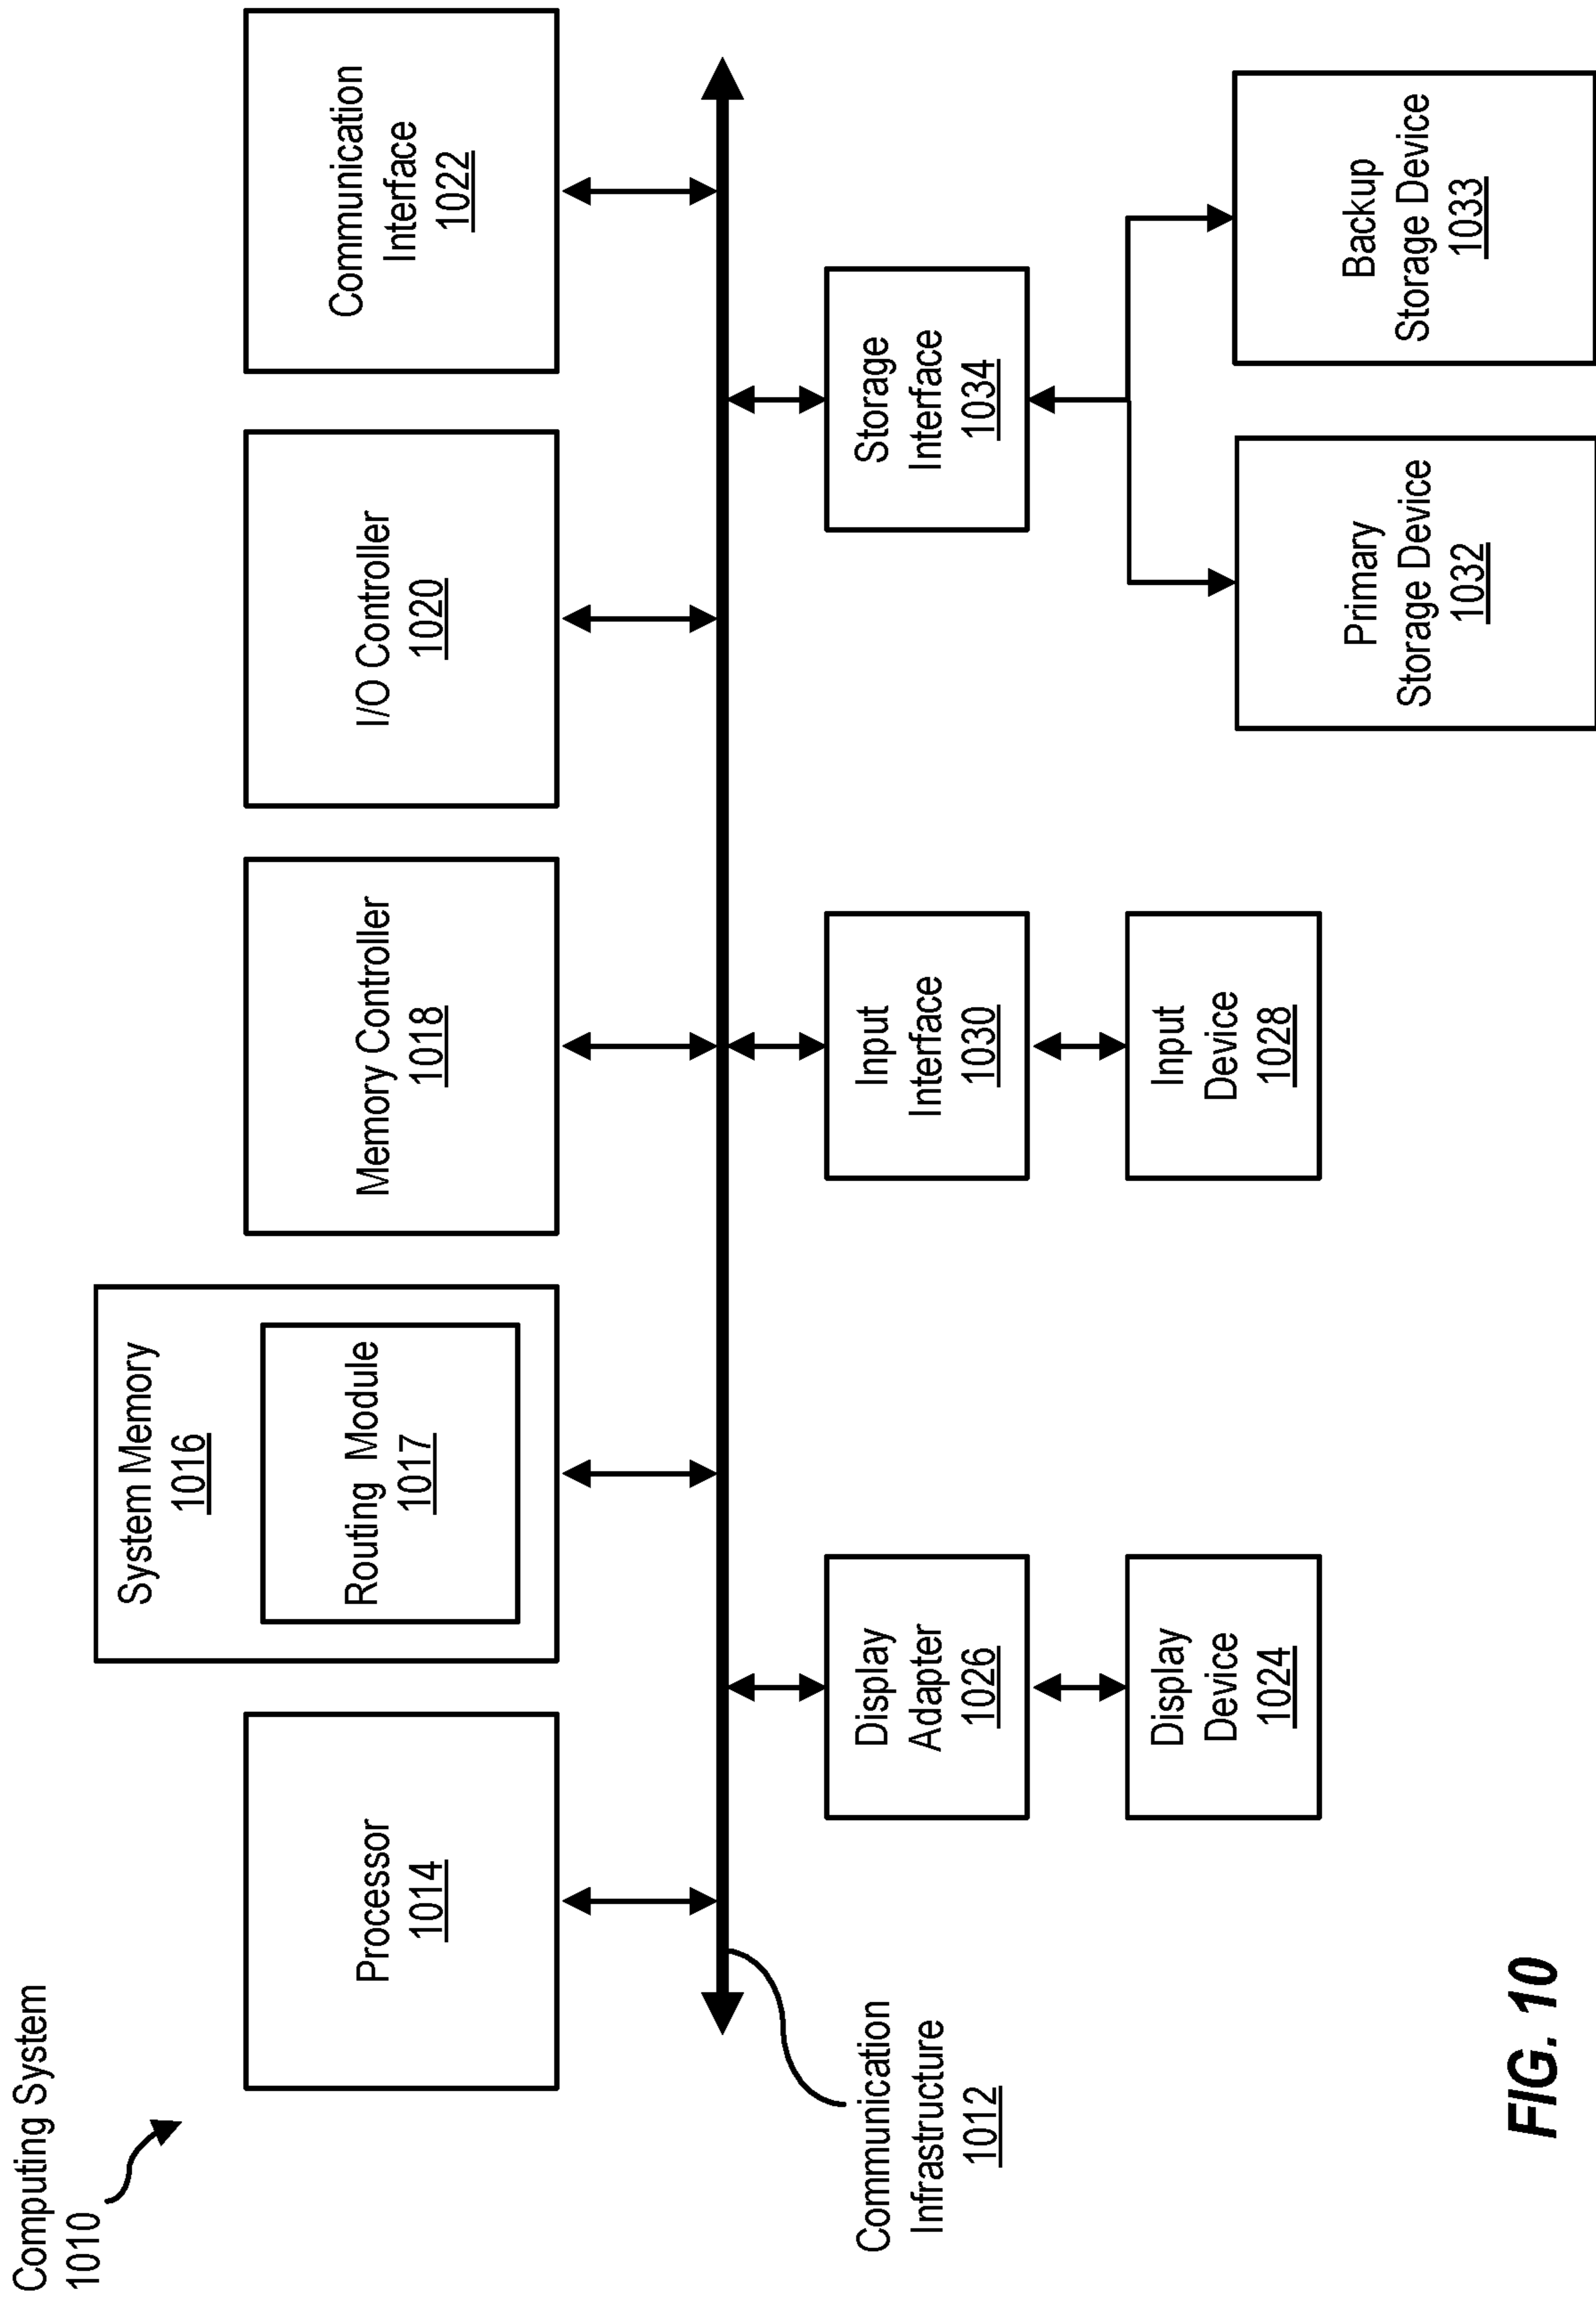 Computing System
1010
Processor
1014
System Memory
1016
Routing Module
1017
Memory Controller
1018
I/O Controller
1020
Communication
Interface
1022
Communication
Infrastructure
1012
Display
Adapter
1026
Input
Interface
1030
Storage
Interface
1034
Display
Device
1024
Input
Device
1028
Primary
Storage Device
1032
Backup
Storage Device
1033
FIG. 10